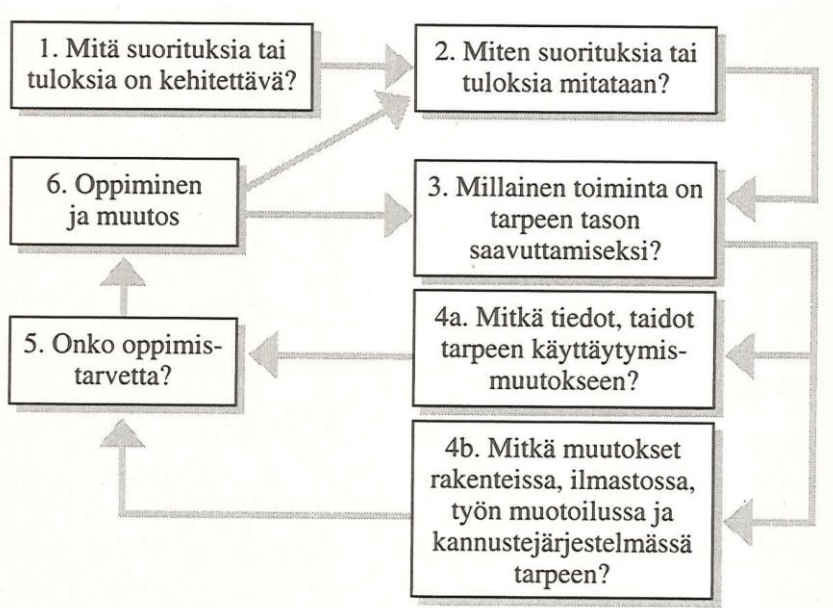 1. Mitä suorituksia tai
tuloksia on kehitettävä?
2. Miten suorituksia tai
tuloksia mitataan?
3. Millainen toiminta on
tarpeen tason
saavuttamiseksi?
4a. Mitkä tiedot, taidot
tarpeen käyttäytymis-
muutokseen?
4b. Mitkä muutokset
rakenteissa, ilmastossa,
työn muotoilussa ja
kannustejärjestelmässä
tarpeen?
5. Onko oppimis-
tarvetta?
6. Oppiminen
ja muutos